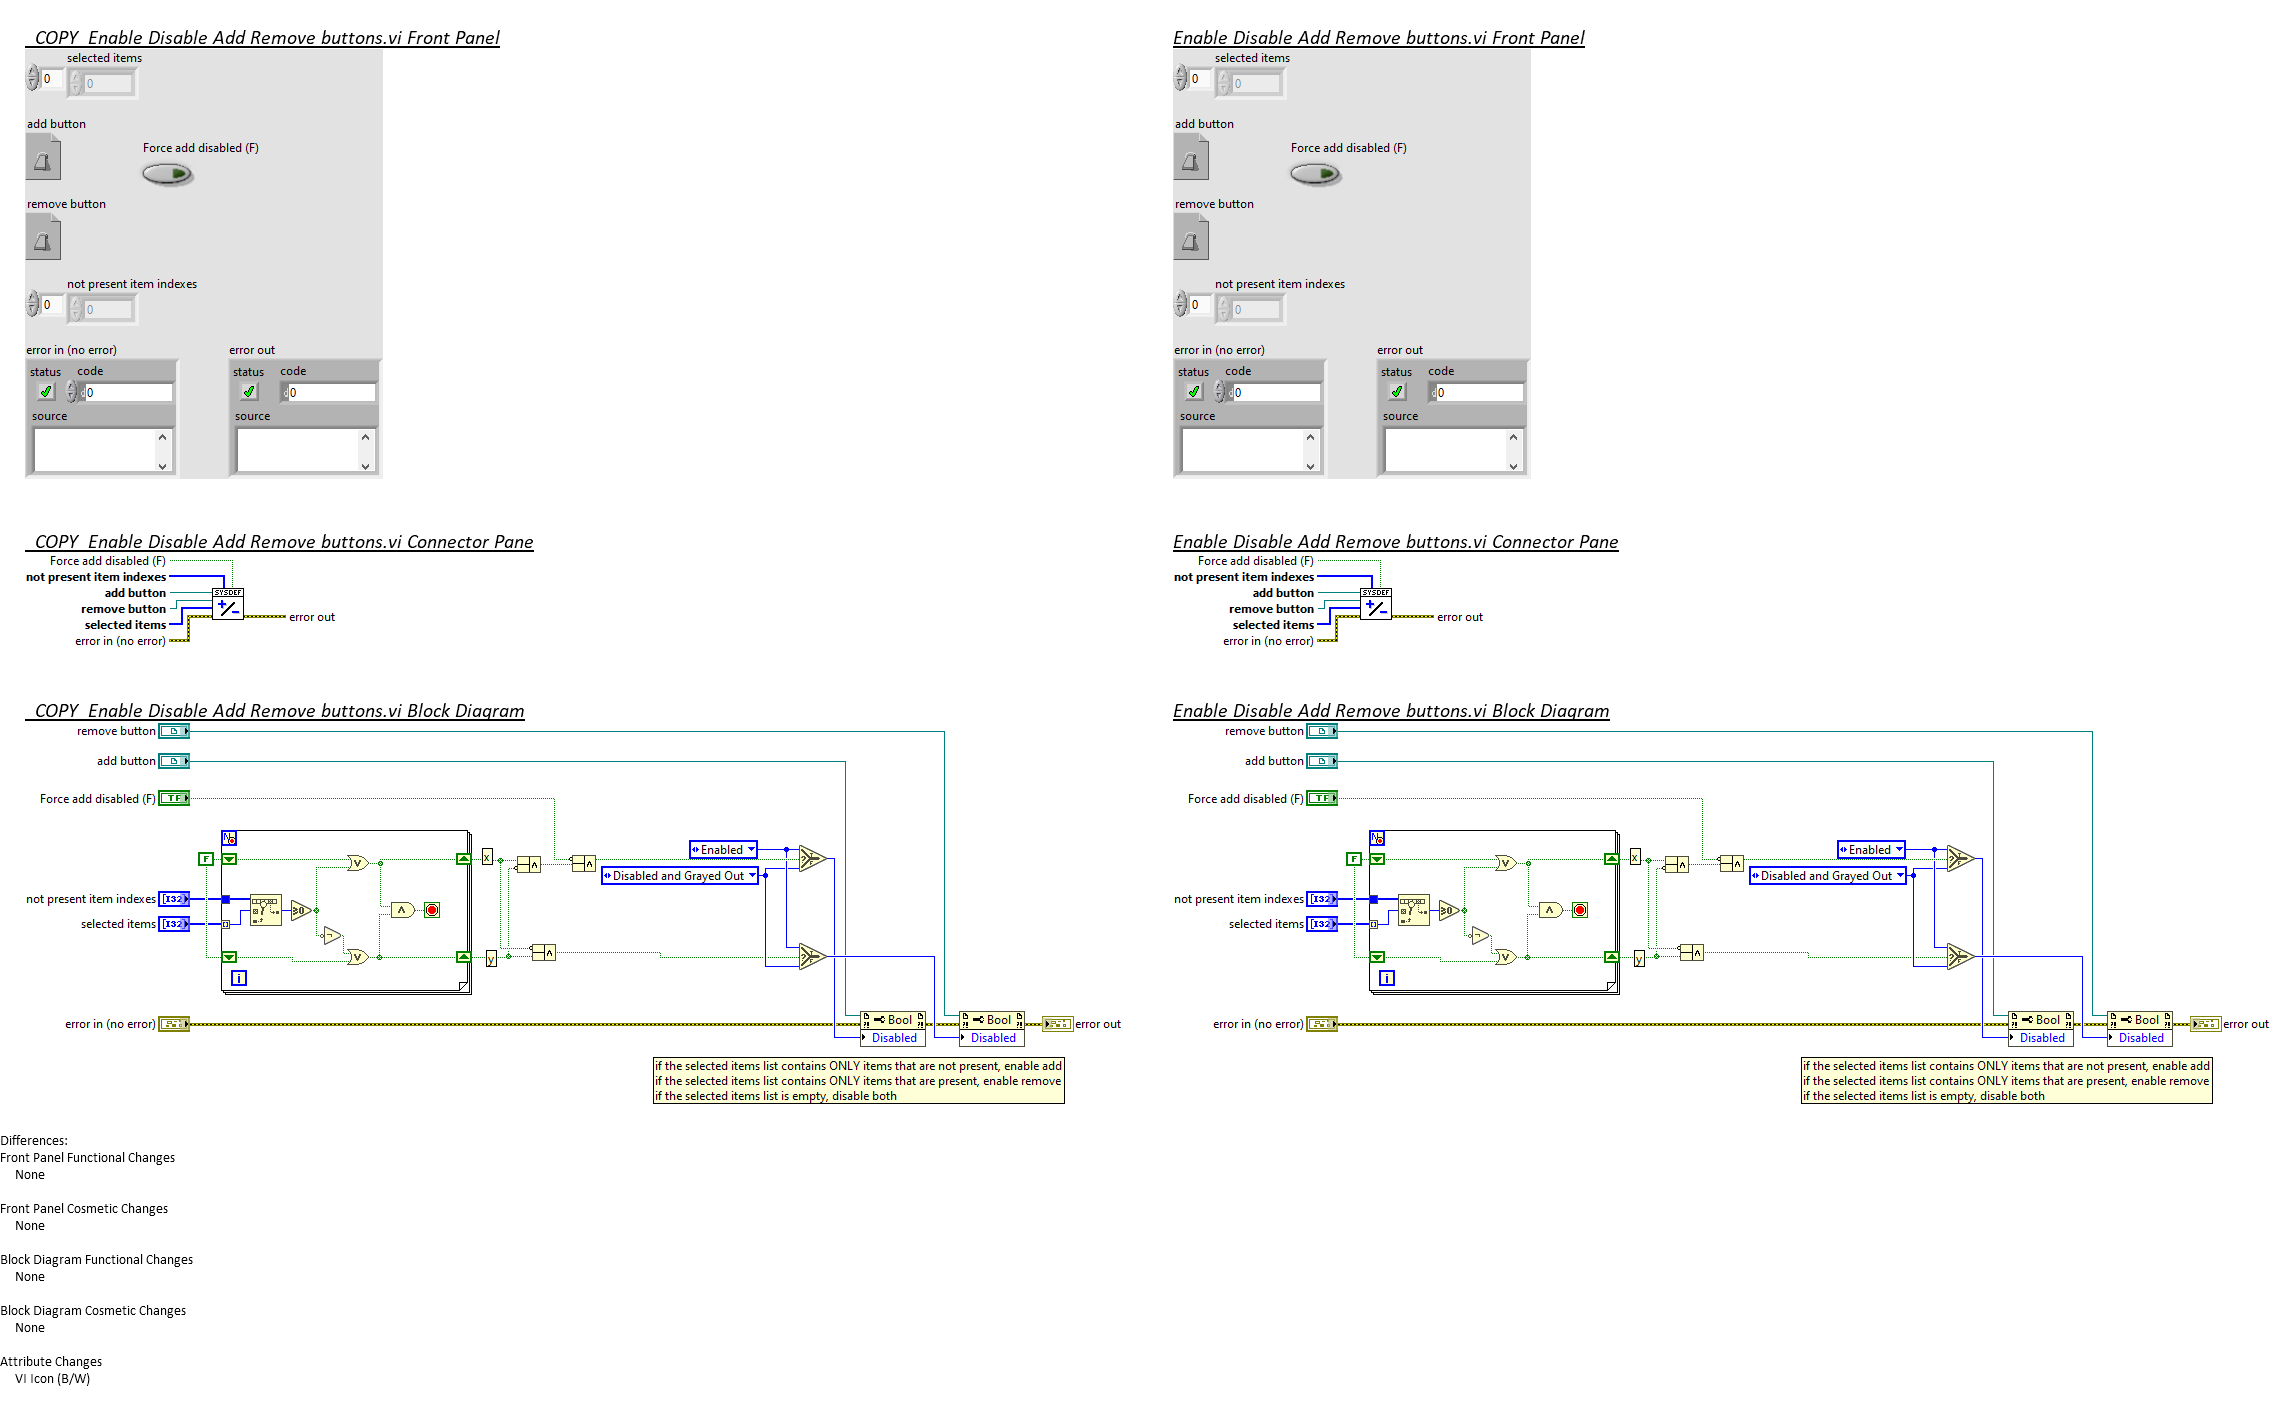 _COPY_Enable Disable Add Remove buttons.vi Front Panel
selected items
0
0
add button
Force add disabled (F)
remove button
not present item indexes
0
0
error in (no error)
error out
status code
0
source
status code
0
source
Enable Disable Add Remove buttons.vi Front Panel
selected items
0
0
add button
Force add disabled (F)
remove button
not present item indexes
0
0
error in (no error)
error out
status code
0
source
status code
0
source
_COPY_Enable Disable Add Remove buttons.vi Connector Pane
Force add disabled (F)
not present item indexes
add button
SYSDEF
remove button
selected items
error out
error in (no error)
Enable Disable Add Remove buttons.vi Connector Pane
Force add disabled (F)
not present item indexes
add button
SYSDEF
remove button
selected items
error out
error in (no error)
_COPY_Enable Disable Add Remove buttons.vi Block Diagram
remove button
add button
Force add disabled (F)
TF
N
F
x
Enabled
Disabled and Grayed Out
not present item indexes
[I32]
selected items
[I32]
≥0
V
Λ
V
y
i
error in (no error)
Bool
Disabled
Bool
Disabled
error out
if the selected items list contains ONLY items that are not present, enable add
if the selected items list contains ONLY items that are present, enable remove
if the selected items list is empty, disable both
Enable Disable Add Remove buttons.vi Block Diagram
remove button
add button
Force add disabled (F)
TF
N
F
x
Enabled
Disabled and Grayed Out
not present item indexes
[I32]
selected items
[I32]
≥0
V
Λ
V
y
i
error in (no error)
Bool
Disabled
Bool
Disabled
error out
if the selected items list contains ONLY items that are not present, enable add
if the selected items list contains ONLY items that are present, enable remove
if the selected items list is empty, disable both
Differences:
Front Panel Functional Changes
None
Front Panel Cosmetic Changes
None
Block Diagram Functional Changes
None
Block Diagram Cosmetic Changes
None
Attribute Changes
VI Icon (B/W)